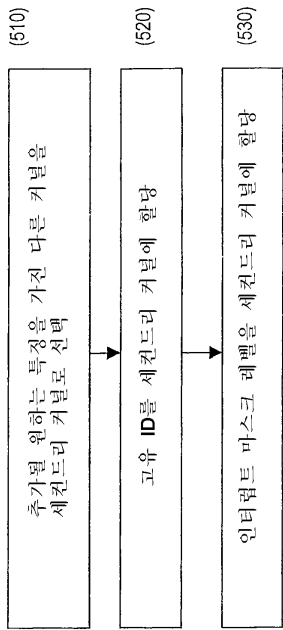 추가될 원하는 특징을 가진 다른 커널을
세컨드리 커널로 선택
(510)
고유 ID를 세컨드리 커널에 할당
(520)
인터럽트 마스크 레벨을 세컨드리 커널에 할당
(530)